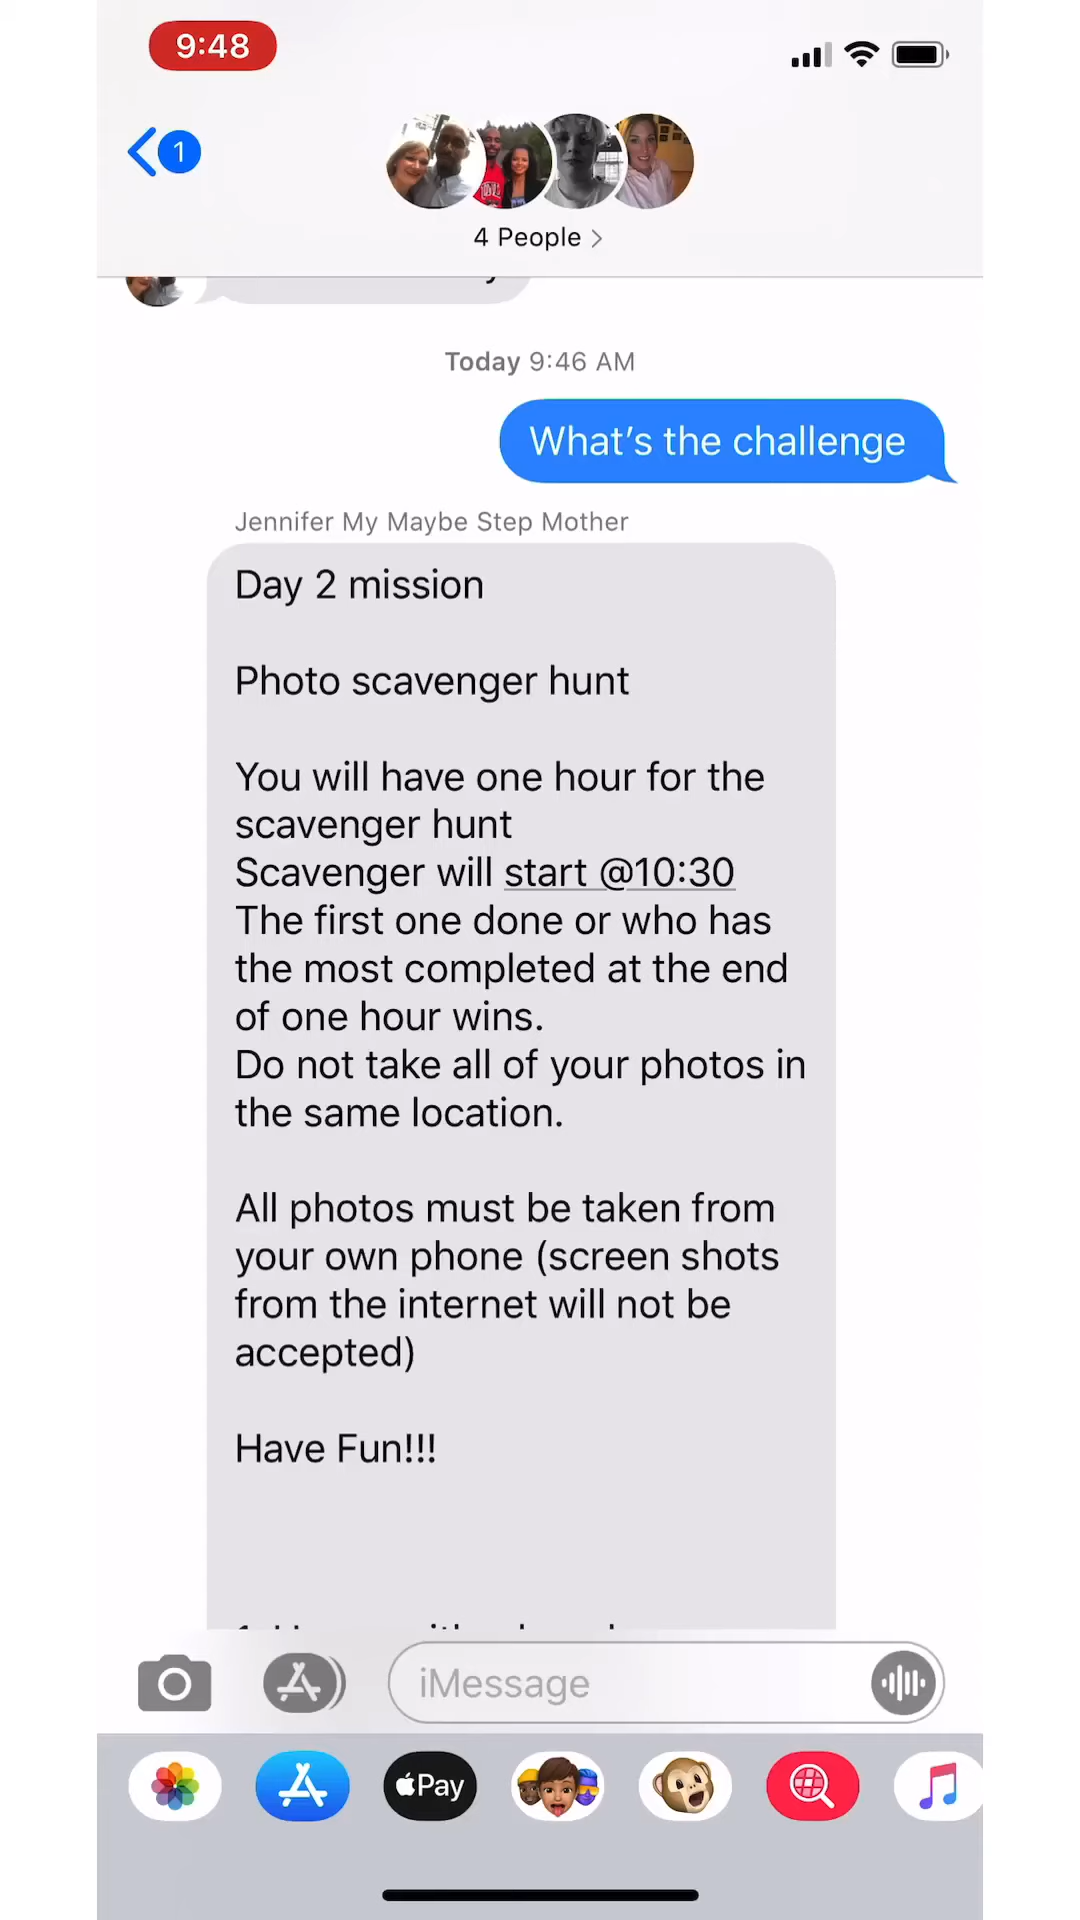 9:48
1
4 People
Today 9:46 AM
What's the challenge
Jennifer My Maybe Step Mother
Day 2 mission
Photo scavenger hunt
You will have one hour for the
scavenger hunt
Scavenger will start @10:30
The first one done or who has
the most completed at the end
of one hour wins.
Do not take all of your photos in
the same location.
All photos must be taken from
your own phone (screen shots
from the internet will not be
accepted)
Have Fun!!!
iMessage
Pay